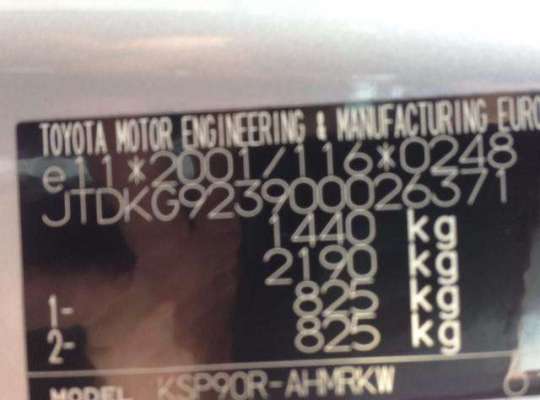 TOYOTA MOTOR ENGINEERING & MANUFACTURING EURO
e11*2001/116*0248
JTDKG923900026371
1440 kg
2190 kg
1- 825 kg
2- 825 kg
MODEL KSP90R-AHMRKW